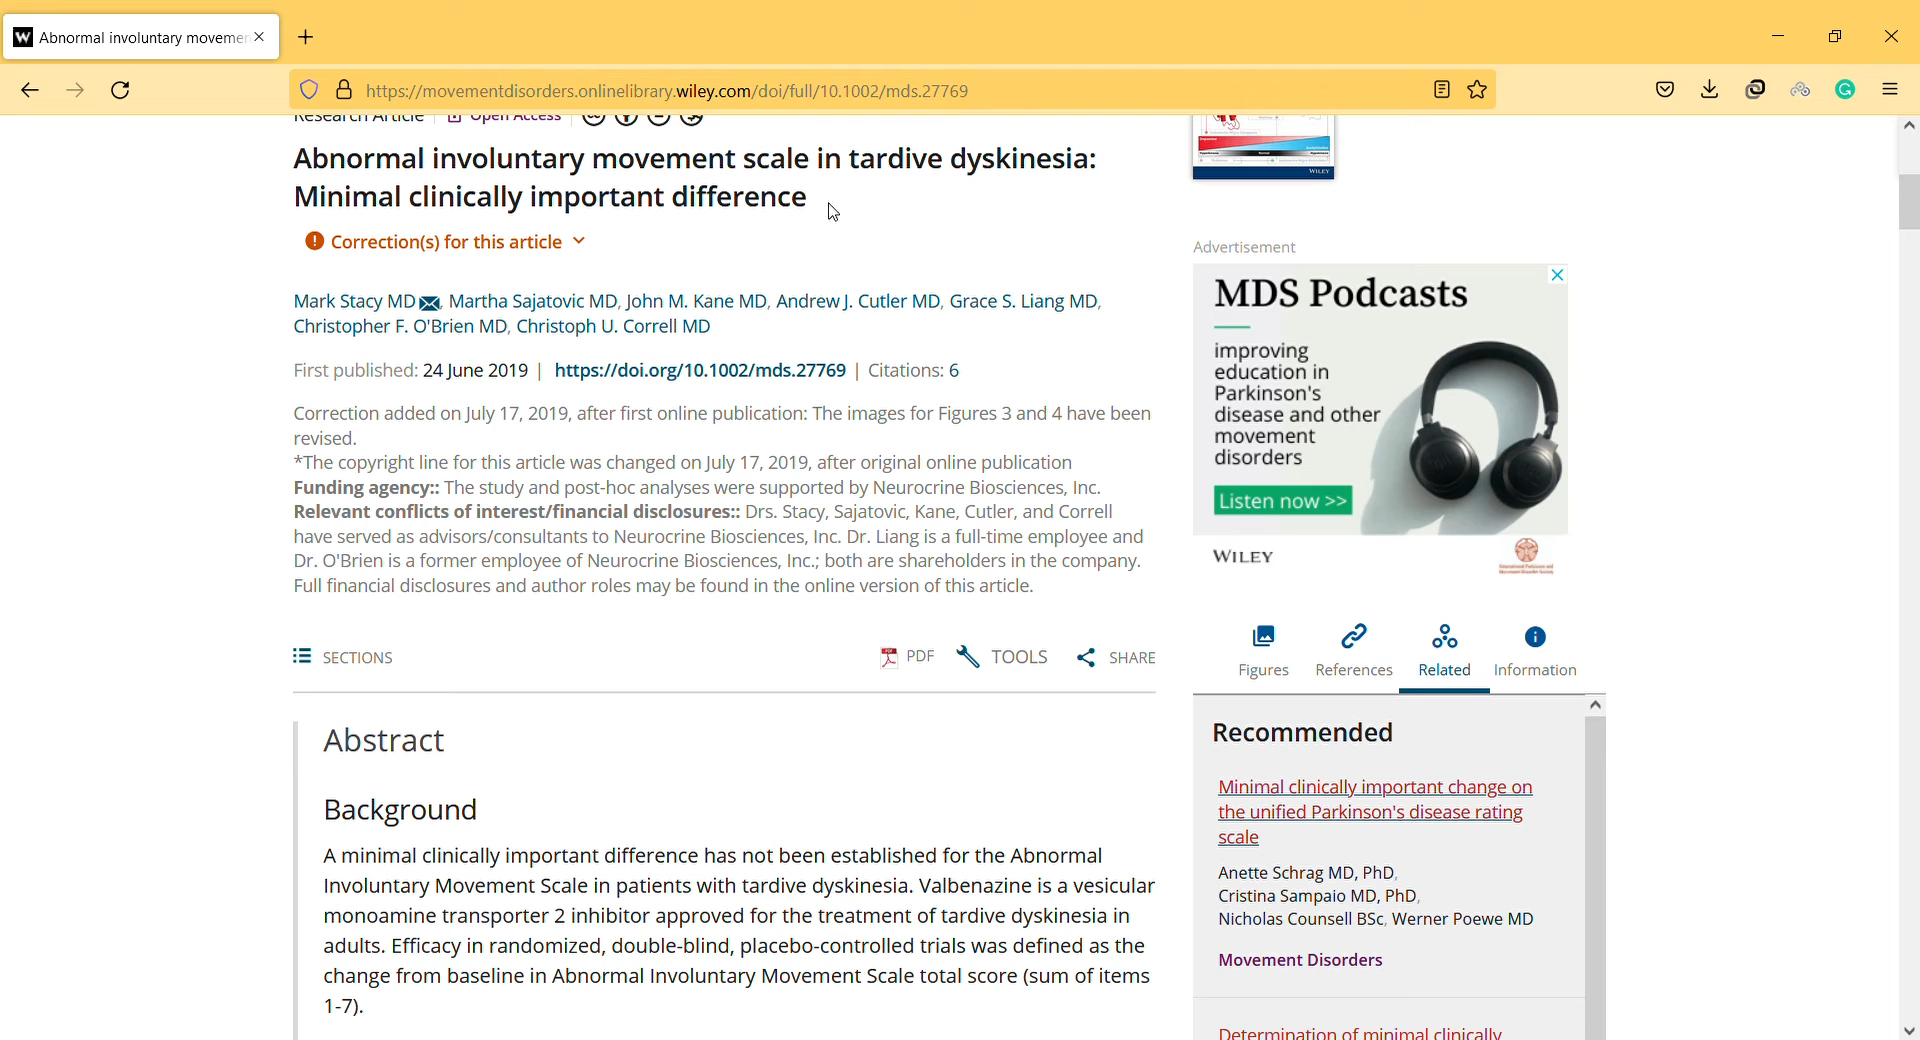 W Abnormal involuntary movemen
https://movementdisorders.onlinelibrary.wiley.com/doi/full/10.1002/mds.27769
Research Article | Open Access
Abnormal involuntary movement scale in tardive dyskinesia:
Minimal clinically important difference
! Correction(s) for this article
Mark Stacy MD, Martha Sajatovic MD, John M. Kane MD, Andrew J. Cutler MD, Grace S. Liang MD,
Christopher F. O'Brien MD, Christoph U. Correll MD
First published: 24 June 2019 | https://doi.org/10.1002/mds.27769 | Citations: 6
Correction added on July 17, 2019, after first online publication: The images for Figures 3 and 4 have been
revised.
*The copyright line for this article was changed on July 17, 2019, after original online publication
Funding agency:: The study and post-hoc analyses were supported by Neurocrine Biosciences, Inc.
Relevant conflicts of interest/financial disclosures:: Drs. Stacy, Sajatovic, Kane, Cutler, and Correll
have served as advisors/consultants to Neurocrine Biosciences, Inc. Dr. Liang is a full-time employee and
Dr. O'Brien is a former employee of Neurocrine Biosciences, Inc.; both are shareholders in the company.
Full financial disclosures and author roles may be found in the online version of this article.
SECTIONS
PDF TOOLS SHARE
Abstract
Background
A minimal clinically important difference has not been established for the Abnormal
Involuntary Movement Scale in patients with tardive dyskinesia. Valbenazine is a vesicular
monoamine transporter 2 inhibitor approved for the treatment of tardive dyskinesia in
adults. Efficacy in randomized, double-blind, placebo-controlled trials was defined as the
change from baseline in Abnormal Involuntary Movement Scale total score (sum of items
1-7).
WILEY
Advertisement
MDS Podcasts
improving
education in
Parkinson's
disease and other
movement
disorders
Listen now >>
WILEY
Figures References Related Information
Recommended
Minimal clinically important change on
the unified Parkinson's disease rating
scale
Anette Schrag MD, PhD,
Cristina Sampaio MD, PhD,
Nicholas Counsell BSc, Werner Poewe MD
Movement Disorders
Determination of minimal clinically